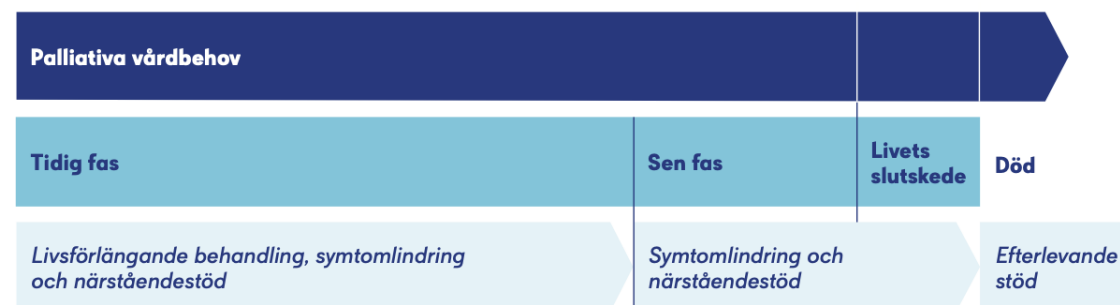 Palliativa vårdbehov
Tidig fas
Sen fas
Livets
slutskede
Död
Livsförlängande behandling, symtomlindring
och närståendestöd
Symtomlindring och
närståendestöd
Efterlevande
stöd